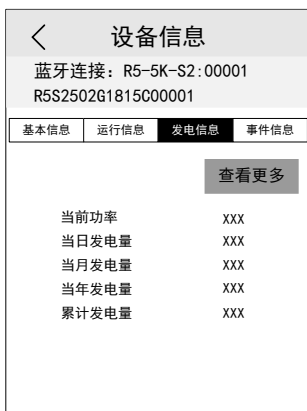 设备信息
蓝牙连接：R5-5K-S2:00001
R5S2502G1815C00001
基本信息 运行信息 发电信息 事件信息
查看更多
当前功率 XXX
当日发电量 XXX
当月发电量 XXX
当年发电量 XXX
累计发电量 XXX